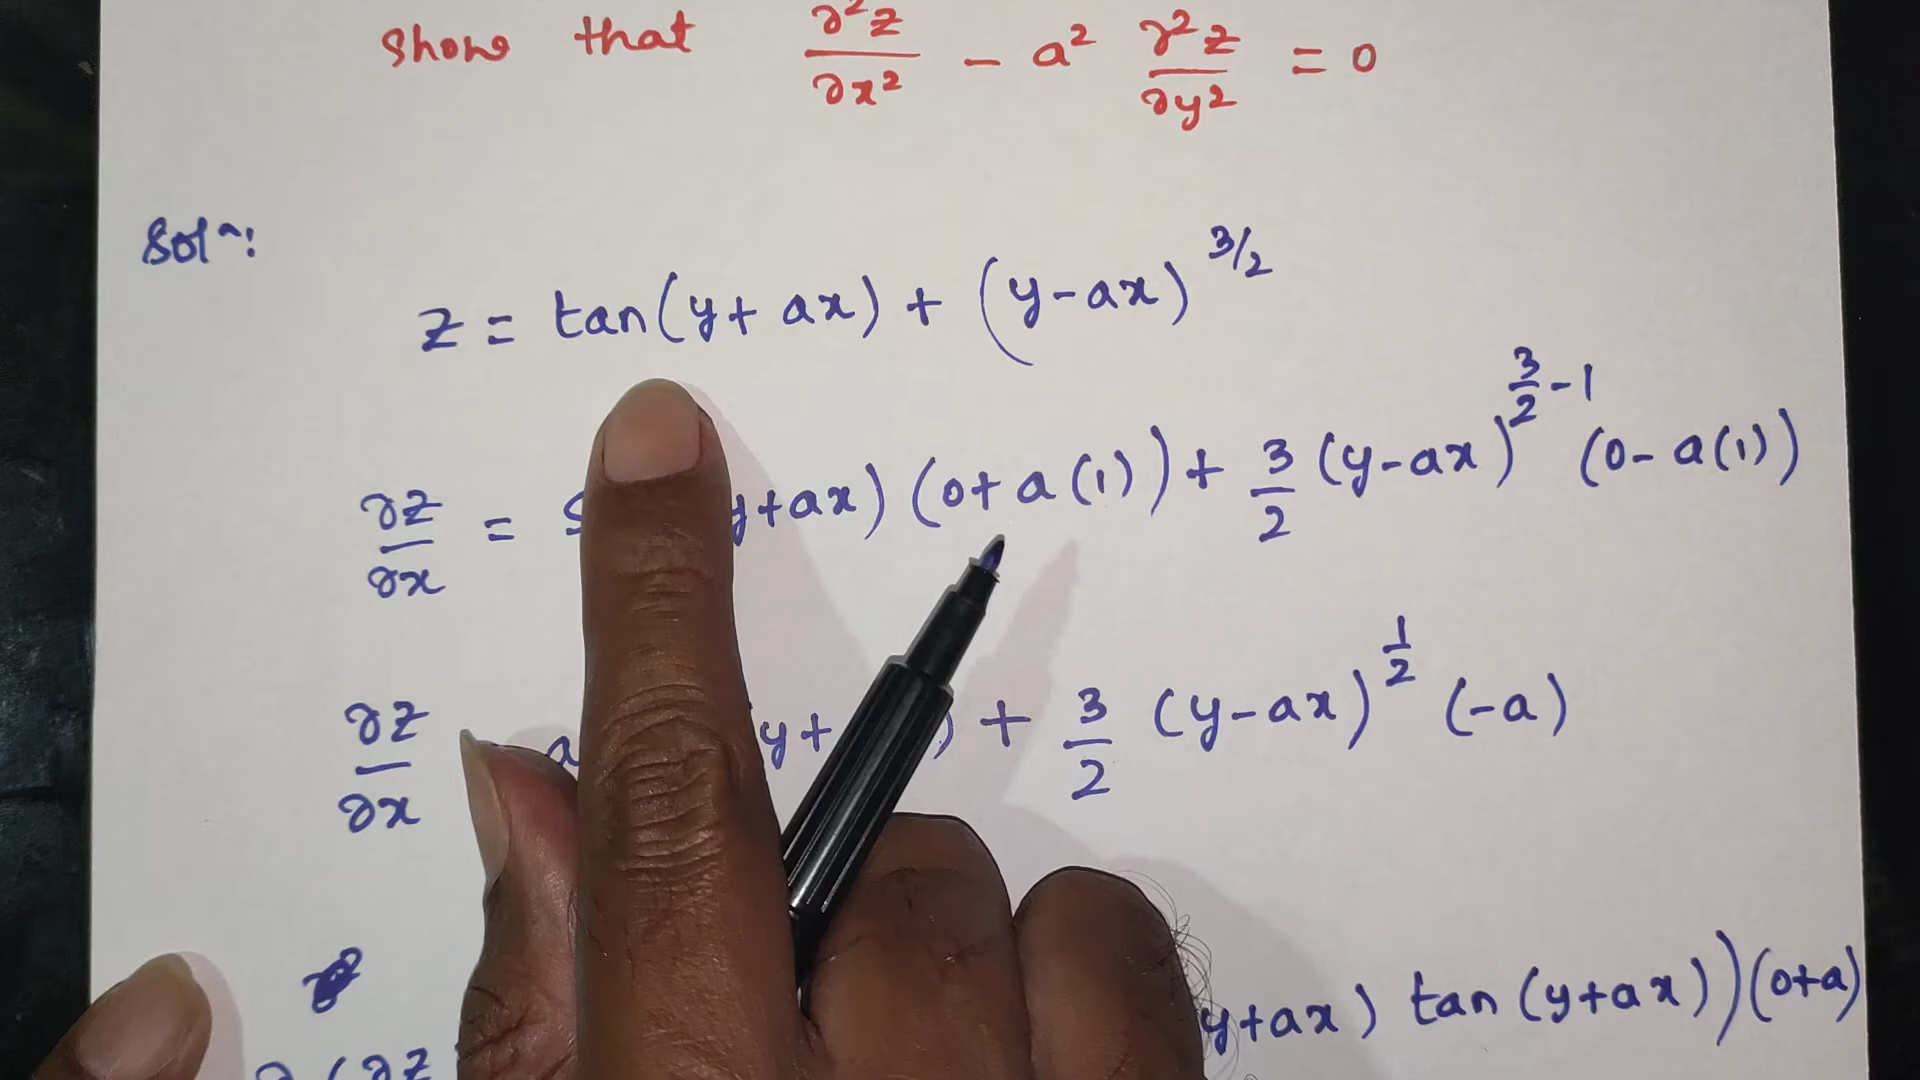 Show that ∂²z/∂x² - a² ∂²z/∂y² = 0
Solⁿ:
z = tan(y+ax) + (y-ax)^3/2
∂z/∂x = y+ax) (0+a(1)) + 3/2 (y-ax)^(3/2 - 1) (0-a(1))
∂z/∂x a (y+ ) + 3/2 (y-ax)^1/2 (-a)
y+ax) tan(y+ax))(0+a)
∂ (∂z